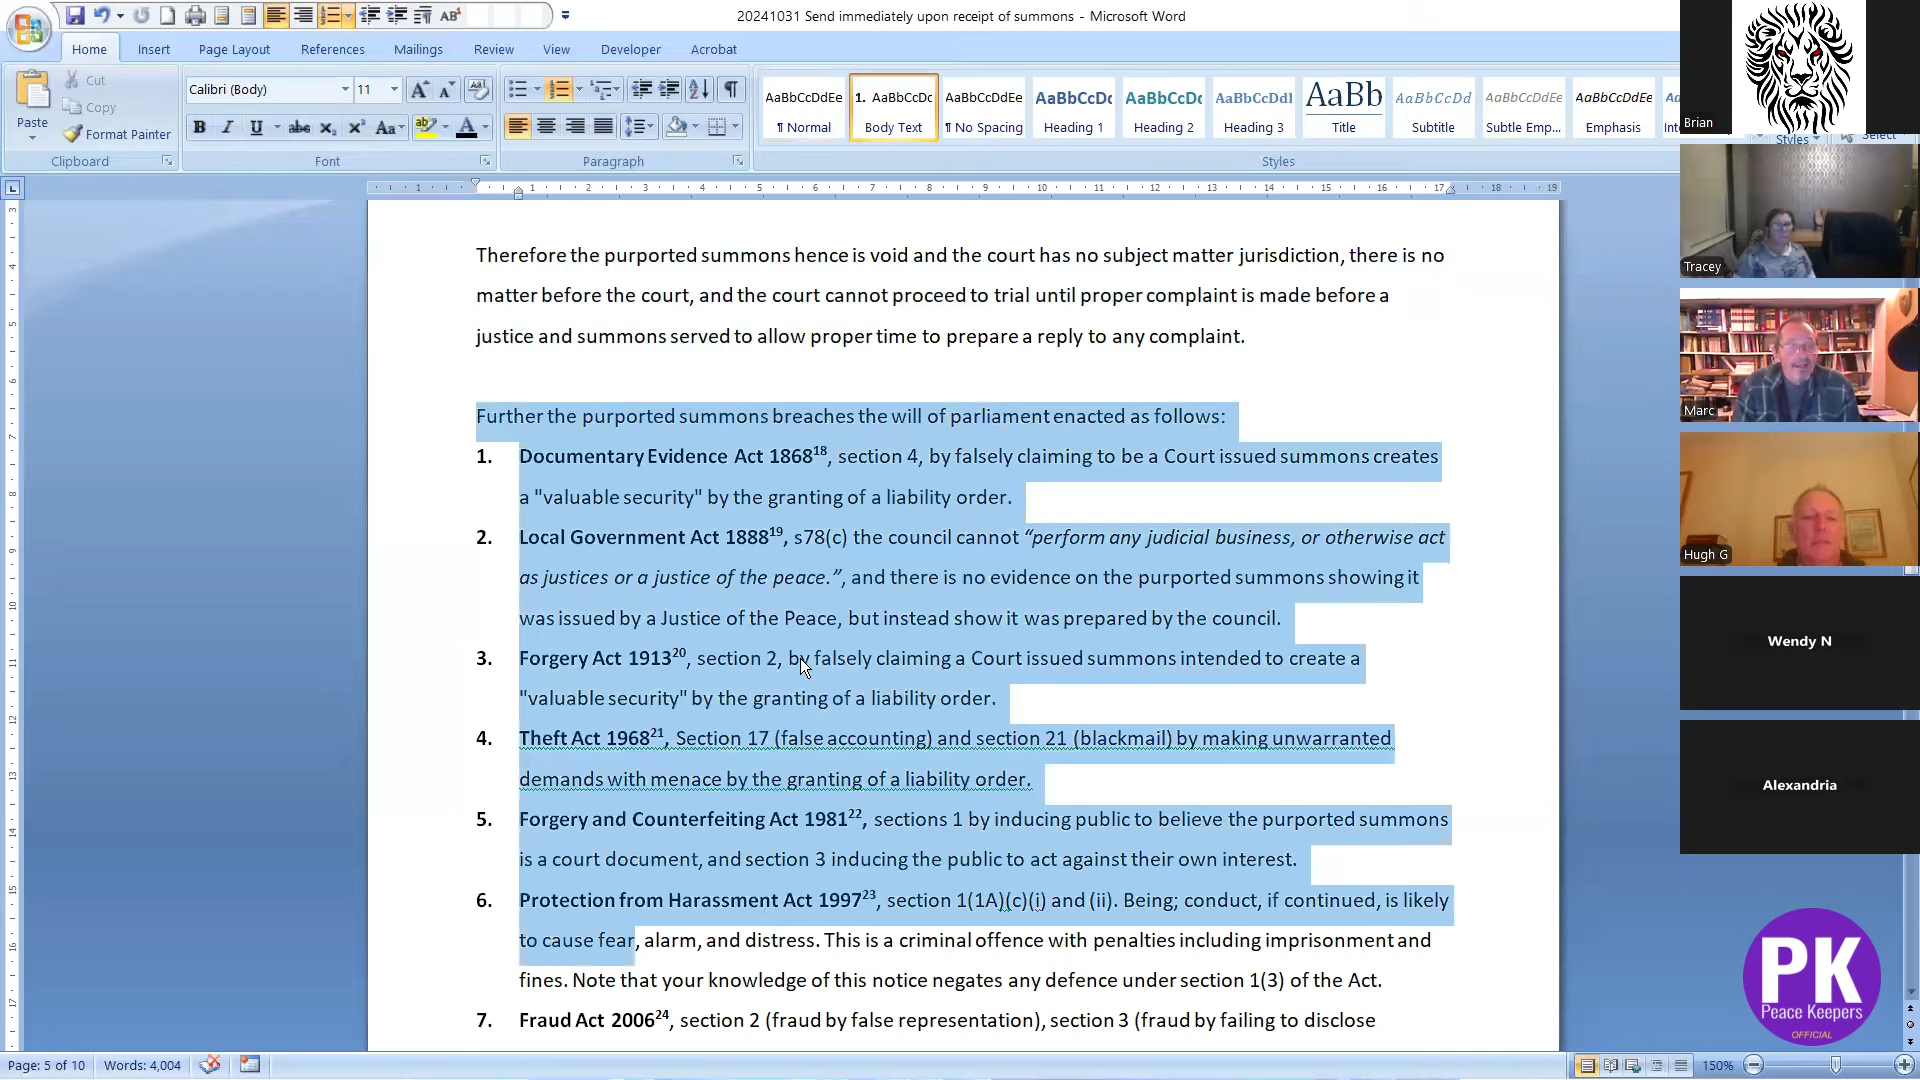 20241031 Send immediately upon receipt of summons - Microsoft Word
Home Insert Page Layout References Mailings Review View Developer Acrobat
Paste
Cut
Copy
Format Painter
Clipboard
Calibri (Body) 11
Font
Paragraph
AaBbCcDdEe
¶ Normal
1. AaBbCcDc
Body Text
AaBbCcDdEe
¶ No Spacing
AaBbCcDc
Heading 1
AaBbCcDc
Heading 2
AaBbCcDdI
Heading 3
AaBb
Title
AaBbCcDd
Subtitle
AaBbCcDdEe
Subtle Emp...
AaBbCcDdEe
Emphasis
Styles
Styles
Select
Therefore the purported summons hence is void and the court has no subject matter jurisdiction, there is no
matter before the court, and the court cannot proceed to trial until proper complaint is made before a
justice and summons served to allow proper time to prepare a reply to any complaint.
Further the purported summons breaches the will of parliament enacted as follows:
1. Documentary Evidence Act 1868¹⁸, section 4, by falsely claiming to be a Court issued summons creates
a "valuable security" by the granting of a liability order.
2. Local Government Act 1888¹⁹, s78(c) the council cannot “perform any judicial business, or otherwise act
as justices or a justice of the peace.”, and there is no evidence on the purported summons showing it
was issued by a Justice of the Peace, but instead show it was prepared by the council.
3. Forgery Act 1913²⁰, section 2, by falsely claiming a Court issued summons intended to create a
"valuable security" by the granting of a liability order.
4. Theft Act 1968²¹, Section 17 (false accounting) and section 21 (blackmail) by making unwarranted
demands with menace by the granting of a liability order.
5. Forgery and Counterfeiting Act 1981²², sections 1 by inducing public to believe the purported summons
is a court document, and section 3 inducing the public to act against their own interest.
6. Protection from Harassment Act 1997²³, section 1(1A)(c)(i) and (ii). Being; conduct, if continued, is likely
to cause fear, alarm, and distress. This is a criminal offence with penalties including imprisonment and
fines. Note that your knowledge of this notice negates any defence under section 1(3) of the Act.
7. Fraud Act 2006²⁴, section 2 (fraud by false representation), section 3 (fraud by failing to disclose
Page: 5 of 10 Words: 4,004
150%
Brian
Tracey
Marc
Hugh G
Wendy N
Alexandria
PK
Peace Keepers
OFFICIAL